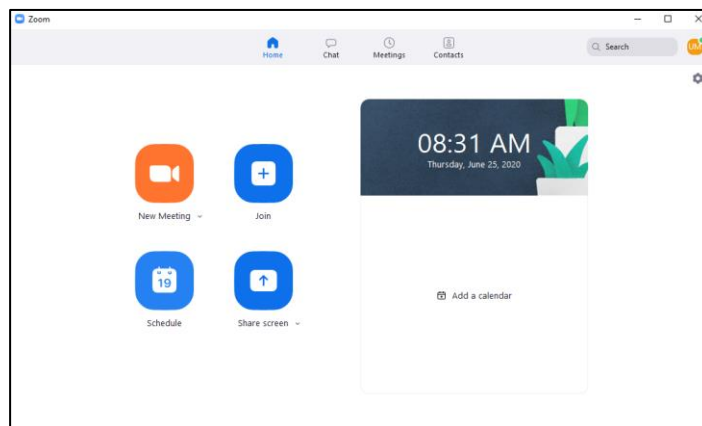 Zoom
Home
Chat
Meetings
Contacts
Search
UM
08:31 AM
Thursday, June 25, 2020
New Meeting
Join
19
Schedule
Share screen
Add a calendar